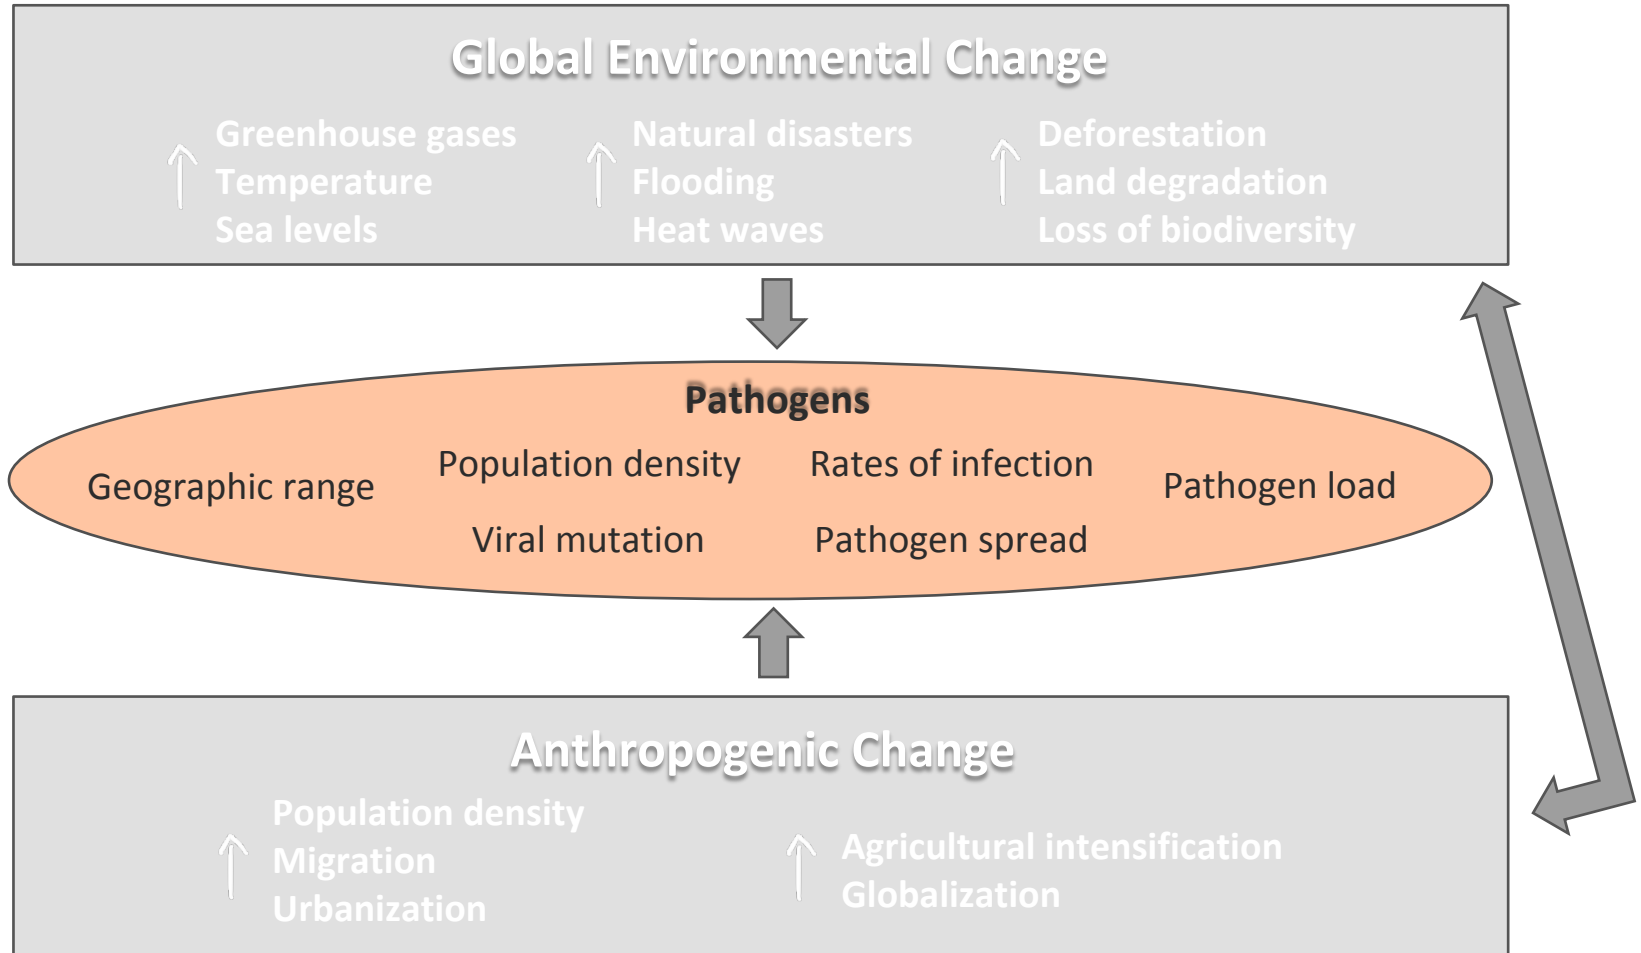 Global Environmental Change
Greenhouse gases
Temperature
Sea levels
Natural disasters
Flooding
Heat waves
Deforestation
Land degradation
Loss of biodiversity
Pathogens
Geographic range
Population density
Viral mutation
Rates of infection
Pathogen spread
Pathogen load
Anthropogenic Change
Population density
Migration
Urbanization
Agricultural intensification
Globalization